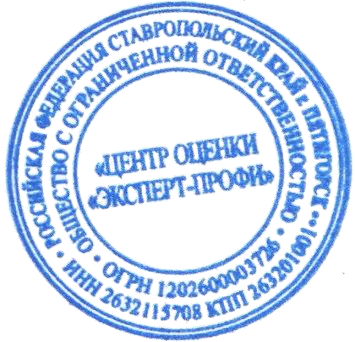 • РОССИЙСКАЯ ФЕДЕРАЦИЯ СТАВРОПОЛЬСКИЙ КРАЙ г. ПЯТИГОРСК •
• ИНН 2632115708 КПП 263201001 •
ОБЩЕСТВО С ОГРАНИЧЕННОЙ ОТВЕТСТВЕННОСТЬЮ
• ОГРН 1202600003726 •
«ЦЕНТР ОЦЕНКИ
«ЭКСПЕРТ-ПРОФИ»